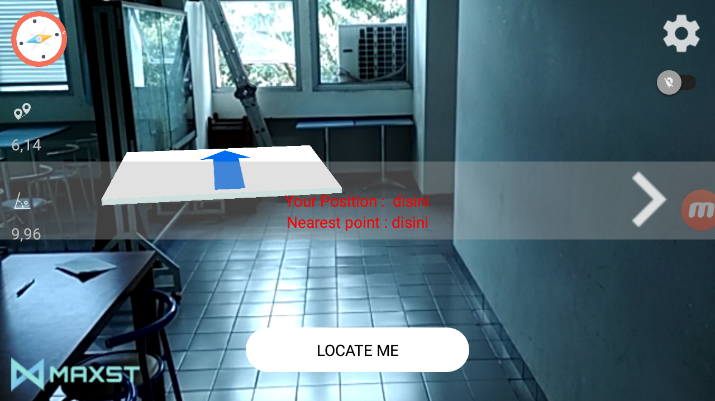 6,14
Your Position : disini
Nearest point : disini
9,96
LOCATE ME
MAXST